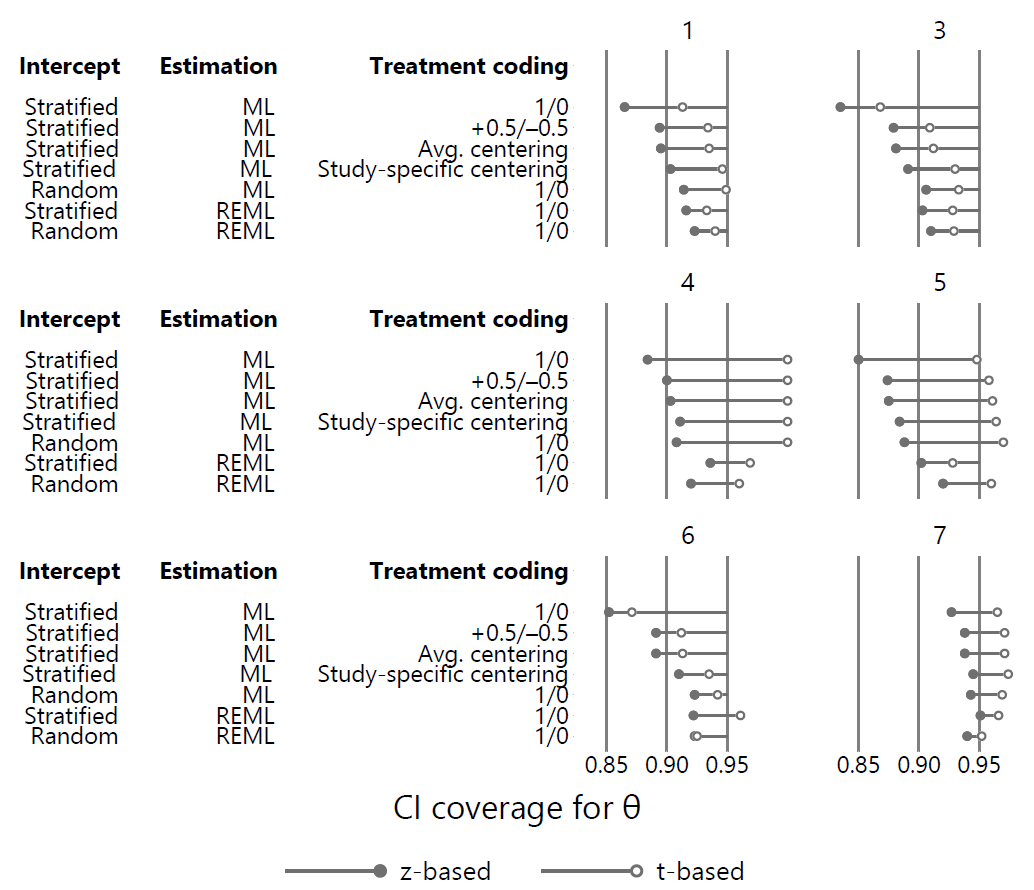 1 3
Intercept Estimation Treatment coding
Stratified ML 1/0
Stratified ML +0.5/–0.5
Stratified ML Avg. centering
Stratified ML Study-specific centering
Random ML 1/0
Stratified REML 1/0
Random REML 1/0
4 5
Intercept Estimation Treatment coding
Stratified ML 1/0
Stratified ML +0.5/–0.5
Stratified ML Avg. centering
Stratified ML Study-specific centering
Random ML 1/0
Stratified REML 1/0
Random REML 1/0
6 7
Intercept Estimation Treatment coding
Stratified ML 1/0
Stratified ML +0.5/–0.5
Stratified ML Avg. centering
Stratified ML Study-specific centering
Random ML 1/0
Stratified REML 1/0
Random REML 1/0
0.85 0.90 0.95 0.85 0.90 0.95
CI coverage for θ
z-based t-based